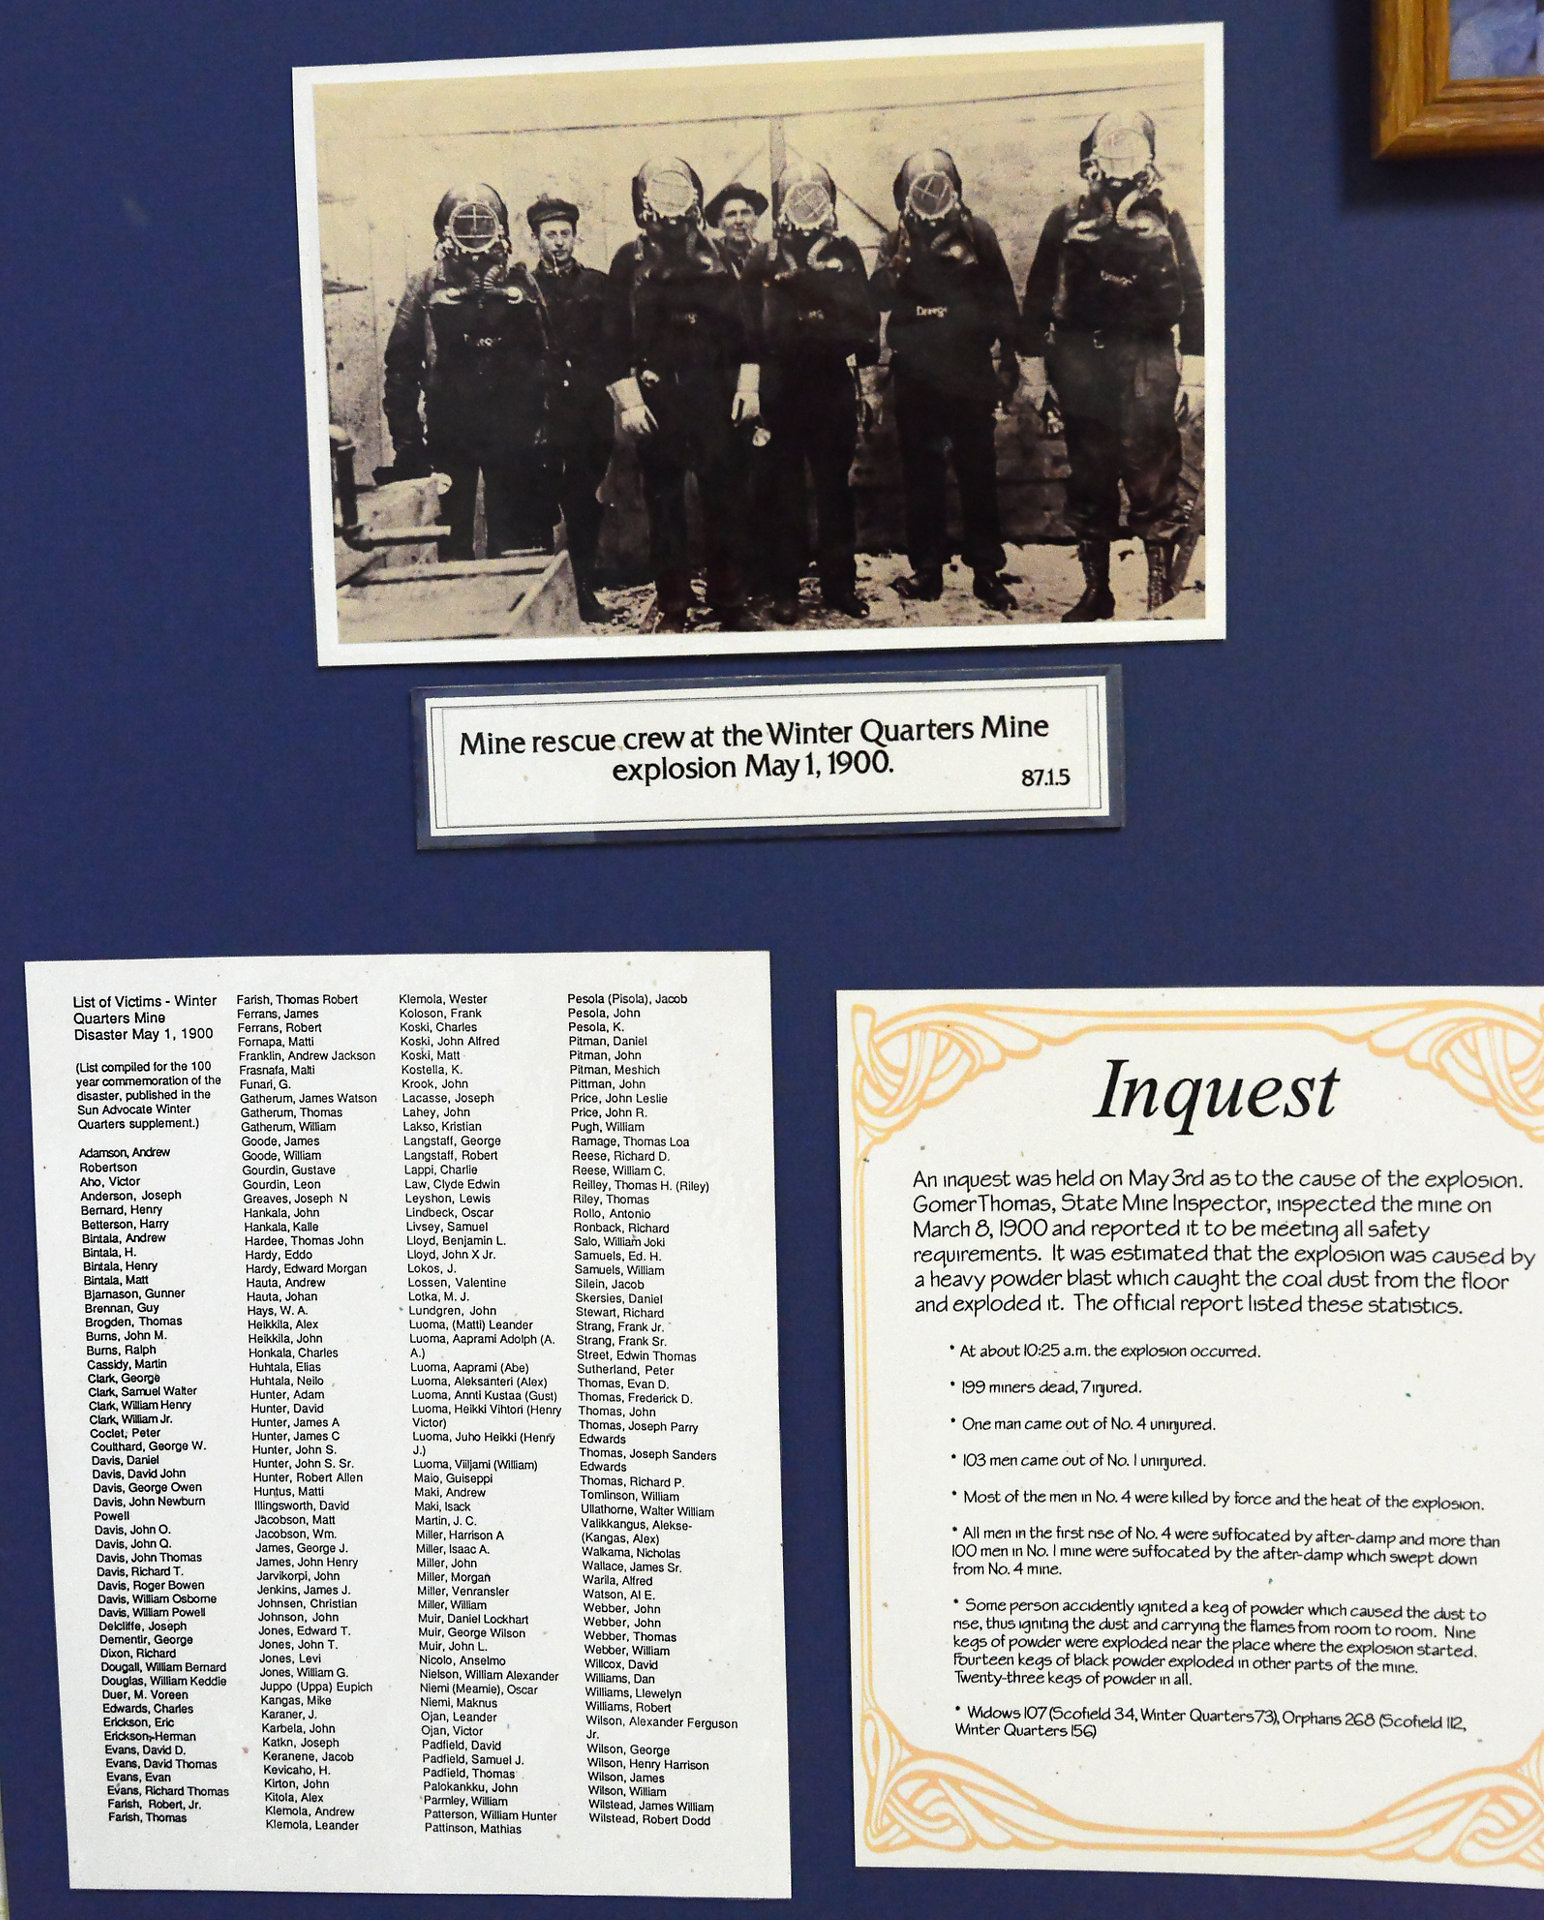 Draeger
Mine rescue crew at the Winter Quarters Mine
explosion May 1, 1900.
87.1.5
List of Victims - Winter
Quarters Mine
Disaster May 1, 1900
(List compiled for the 100
year commemoration of the
disaster, published in the
Sun Advocate Winter
Quarters supplement.)
Adamson, Andrew
Robertson
Aho, Victor
Anderson, Joseph
Bernard, Henry
Betterson, Harry
Bintala, Andrew
Bintala, H.
Bintala, Henry
Bintala, Matt
Bjarnason, Gunner
Brennan, Guy
Brogden, Thomas
Burns, John M.
Burns, Ralph
Cassidy, Martin
Clark, George
Clark, Samuel Walter
Clark, William Henry
Clark, William Jr.
Coclet, Peter
Coulthard, George W.
Davis, Daniel
Davis, David John
Davis, George Owen
Davis, John Newburn
Powell
Davis, John O.
Davis, John Q.
Davis, John Thomas
Davis, Richard T.
Davis, Roger Bowen
Davis, William Osborne
Davis, William Powell
Delcliffe, Joseph
Dementir, George
Dixon, Richard
Dougall, William Bernard
Douglas, William Keddie
Duer, M. Voreen
Edwards, Charles
Erickson, Eric
Erickson, Herman
Evans, David D.
Evans, David Thomas
Evans, Evan
Evans, Richard Thomas
Farish, Robert, Jr.
Farish, Thomas
Farish, Thomas Robert
Ferrans, James
Ferrans, Robert
Fornapa, Matti
Franklin, Andrew Jackson
Frasnafa, Matti
Funari, G.
Gatherum, James Watson
Gatherum, Thomas
Gatherum, William
Goode, James
Goode, William
Gourdin, Gustave
Gourdin, Leon
Greaves, Joseph N
Hankala, John
Hankala, Kalle
Hardee, Thomas John
Hardy, Eddo
Hardy, Edward Morgan
Hauta, Andrew
Hauta, Johan
Hays, W. A.
Heikkila, Alex
Heikkila, John
Honkala, Charles
Huhtala, Elias
Huhtala, Neilo
Hunter, Adam
Hunter, David
Hunter, James A
Hunter, James C
Hunter, John S.
Hunter, John S. Sr.
Hunter, Robert Allen
Huntus, Matti
Illingsworth, David
Jacobson, Matt
Jacobson, Wm.
James, George J.
James, John Henry
Jarvikorpi, John
Jenkins, James J.
Johnsen, Christian
Johnson, John
Jones, Edward T.
Jones, John T.
Jones, Levi
Jones, William G.
Juppo (Uppa) Eupich
Kangas, Mike
Karaner, J.
Karbela, John
Katkn, Joseph
Keranene, Jacob
Kevicaho, H.
Kirton, John
Kitola, Alex
Klemola, Andrew
Klemola, Leander
Klemola, Wester
Koloson, Frank
Koski, Charles
Koski, John Alfred
Koski, Matt
Kostella, K.
Krook, John
Lacasse, Joseph
Lahey, John
Lakso, Kristian
Langstaff, George
Langstaff, Robert
Lappi, Charlie
Law, Clyde Edwin
Leyshon, Lewis
Lindbeck, Oscar
Livsey, Samuel
Lloyd, Benjamin L.
Lloyd, John X Jr.
Lokos, J.
Lossen, Valentine
Lotka, M. J.
Lundgren, John
Luoma, (Matti) Leander
Luoma, Aaprami Adolph (A.
A.)
Luoma, Aaprami (Abe)
Luoma, Aleksanteri (Alex)
Luoma, Annti Kustaa (Gust)
Luoma, Heikki Vihtori (Henry
Victor)
Luoma, Juho Heikki (Henry
J.)
Luoma, Viiljami (William)
Maio, Guiseppi
Maki, Andrew
Maki, Isack
Martin, J. C.
Miller, Harrison A
Miller, Isaac A.
Miller, John
Miller, Morgan
Miller, Venransler
Miller, William
Muir, Daniel Lockhart
Muir, George Wilson
Muir, John L.
Nicolo, Anselmo
Nielson, William Alexander
Niemi (Meamie), Oscar
Niemi, Maknus
Ojan, Leander
Ojan, Victor
Padfield, David
Padfield, Samuel J.
Padfield, Thomas
Palokankku, John
Parmley, William
Patterson, William Hunter
Pattinson, Mathias
Pesola (Pisola), Jacob
Pesola, John
Pesola, K.
Pitman, Daniel
Pitman, John
Pitman, Meshich
Pittman, John
Price, John Leslie
Price, John R.
Pugh, William
Ramage, Thomas Loa
Reese, Richard D.
Reese, William C.
Reilley, Thomas H. (Riley)
Riley, Thomas
Rollo, Antonio
Ronback, Richard
Salo, William Joki
Samuels, Ed. H.
Samuels, William
Silein, Jacob
Skersies, Daniel
Stewart, Richard
Strang, Frank Jr.
Strang, Frank Sr.
Street, Edwin Thomas
Sutherland, Peter
Thomas, Evan D.
Thomas, Frederick D.
Thomas, John
Thomas, Joseph Parry
Edwards
Thomas, Joseph Sanders
Edwards
Thomas, Richard P.
Tomlinson, William
Ullathorne, Walter William
Valikkangus, Alekse-
(Kangas, Alex)
Walkama, Nicholas
Wallace, James Sr.
Warila, Alfred
Watson, Al E.
Webber, John
Webber, John
Webber, Thomas
Webber, William
Willcox, David
Williams, Dan
Williams, Llewelyn
Williams, Robert
Wilson, Alexander Ferguson
Jr.
Wilson, George
Wilson, Henry Harrison
Wilson, James
Wilson, William
Wilstead, James William
Wilstead, Robert Dodd
Inquest
An inquest was held on May 3rd as to the cause of the explosion.
Gomer Thomas, State Mine Inspector, inspected the mine on
March 8, 1900 and reported it to be meeting all safety
requirements. It was estimated that the explosion was caused by
a heavy powder blast which caught the coal dust from the floor
and exploded it. The official report listed these statistics.
* At about 10:25 a.m. the explosion occurred.
* 199 miners dead, 7 injured.
* One man came out of No. 4 uninjured.
* 103 men came out of No. 1 uninjured.
* Most of the men in No. 4 were killed by force and the heat of the explosion.
* All men in the first rise of No. 4 were suffocated by after-damp and more than
100 men in No. 1 mine were suffocated by the after-damp which swept down
from No. 4 mine.
* Some person accidently ignited a keg of powder which caused the dust to
rise, thus igniting the dust and carrying the flames from room to room. Nine
kegs of powder were exploded near the place where the explosion started.
Fourteen kegs of black powder exploded in other parts of the mine.
Twenty-three kegs of powder in all.
* Widows 107 (Scofield 34, Winter Quarters 73), Orphans 268 (Scofield 112,
Winter Quarters 156)